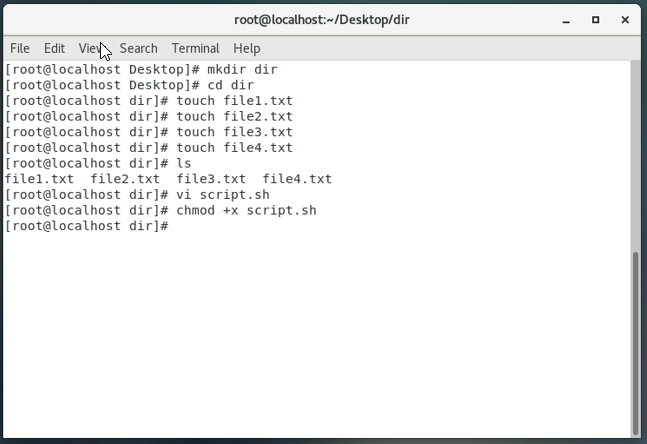 root@localhost:~/Desktop/dir
File Edit View Search Terminal Help
[root@localhost Desktop]# mkdir dir
[root@localhost Desktop]# cd dir
[root@localhost dir]# touch file1.txt
[root@localhost dir]# touch file2.txt
[root@localhost dir]# touch file3.txt
[root@localhost dir]# touch file4.txt
[root@localhost dir]# ls
file1.txt  file2.txt  file3.txt  file4.txt
[root@localhost dir]# vi script.sh
[root@localhost dir]# chmod +x script.sh
[root@localhost dir]#